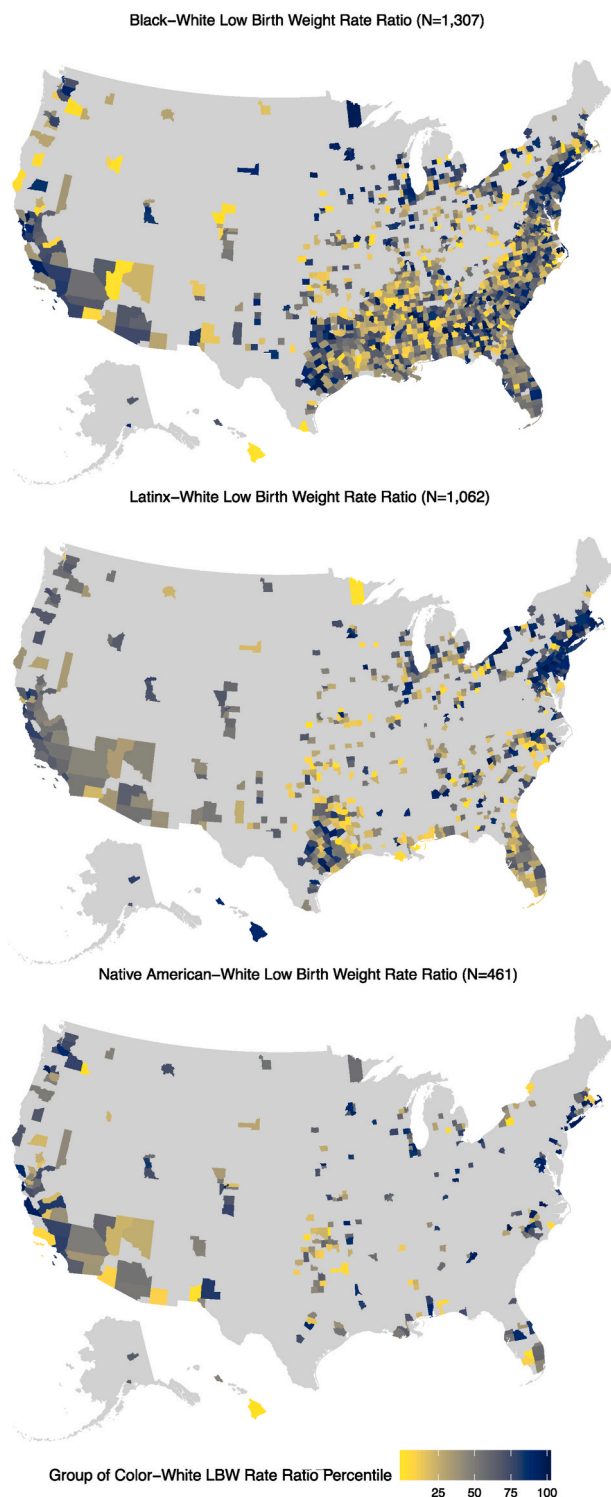 Black−White Low Birth Weight Rate Ratio (N=1,307)
Latinx−White Low Birth Weight Rate Ratio (N=1,062)
Native American−White Low Birth Weight Rate Ratio (N=461)
Group of Color−White LBW Rate Ratio Percentile
25 50 75 100